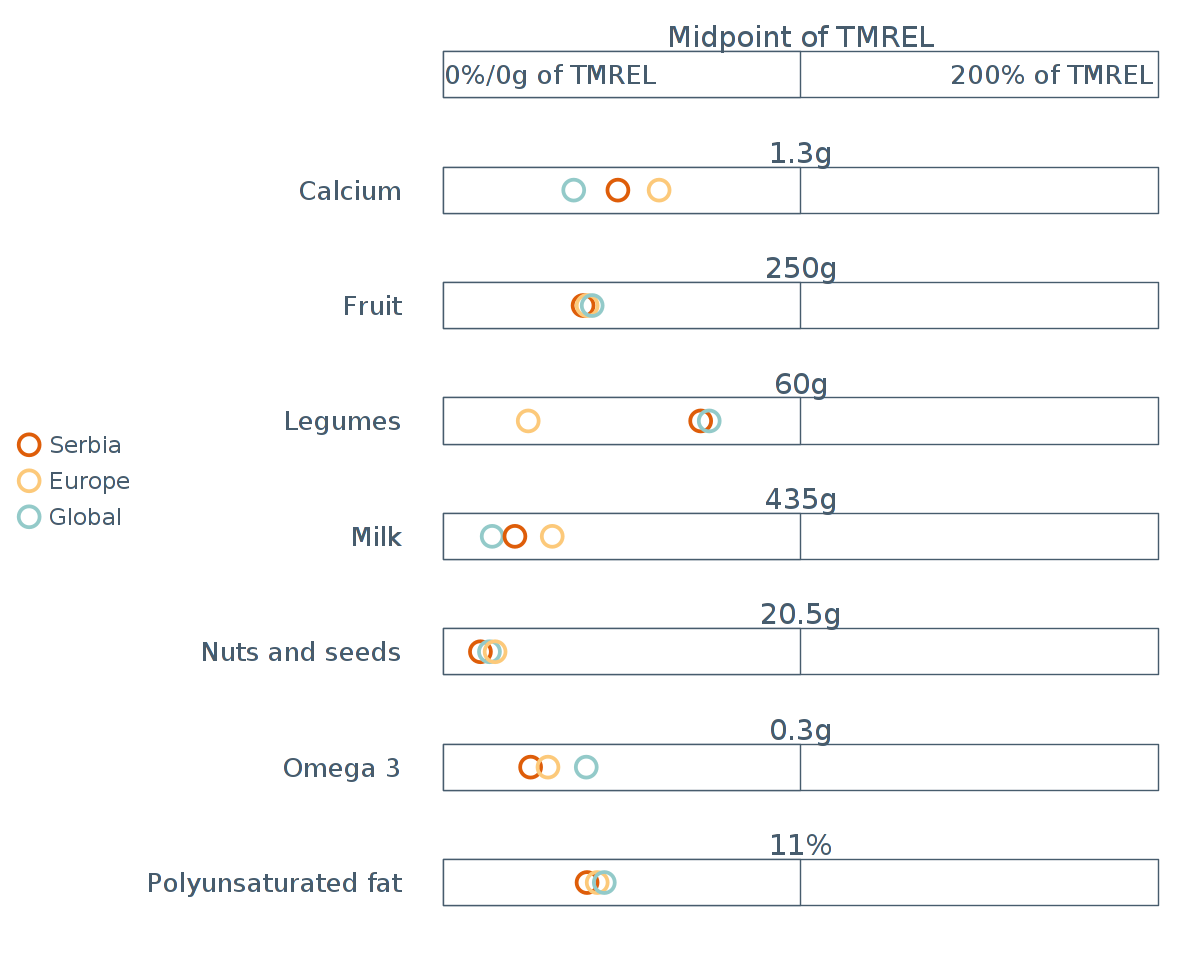 Midpoint of TMREL
0%/0g of TMREL
200% of TMREL
1.3g
Calcium
250g
Fruit
60g
Legumes
Serbia
Europe
Global
435g
Milk
20.5g
Nuts and seeds
0.3g
Omega 3
11%
Polyunsaturated fat